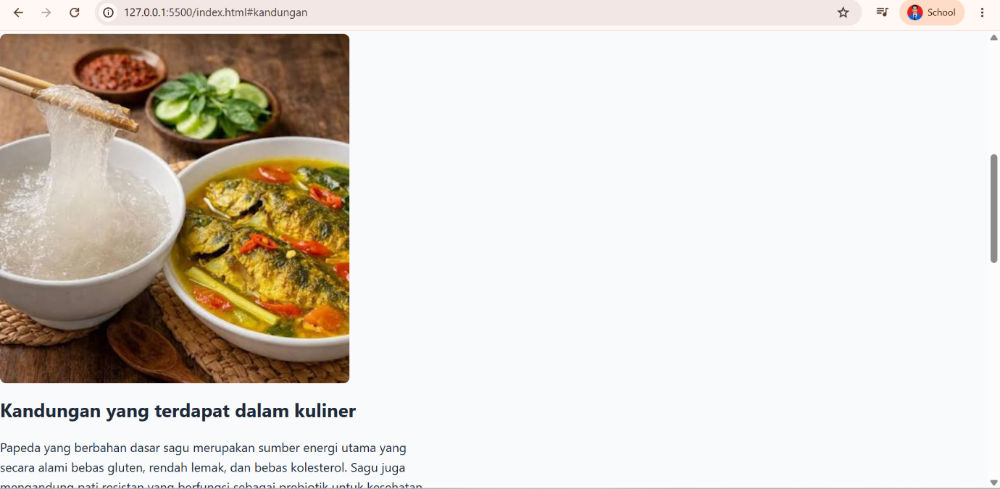 127.0.0.1:5500/index.html#kandungan
School
Kandungan yang terdapat dalam kuliner
Papeda yang berbahan dasar sagu merupakan sumber energi utama yang
secara alami bebas gluten, rendah lemak, dan bebas kolesterol. Sagu juga
mengandung pati resistan yang berfungsi sebagai prebiotik untuk kesehatan